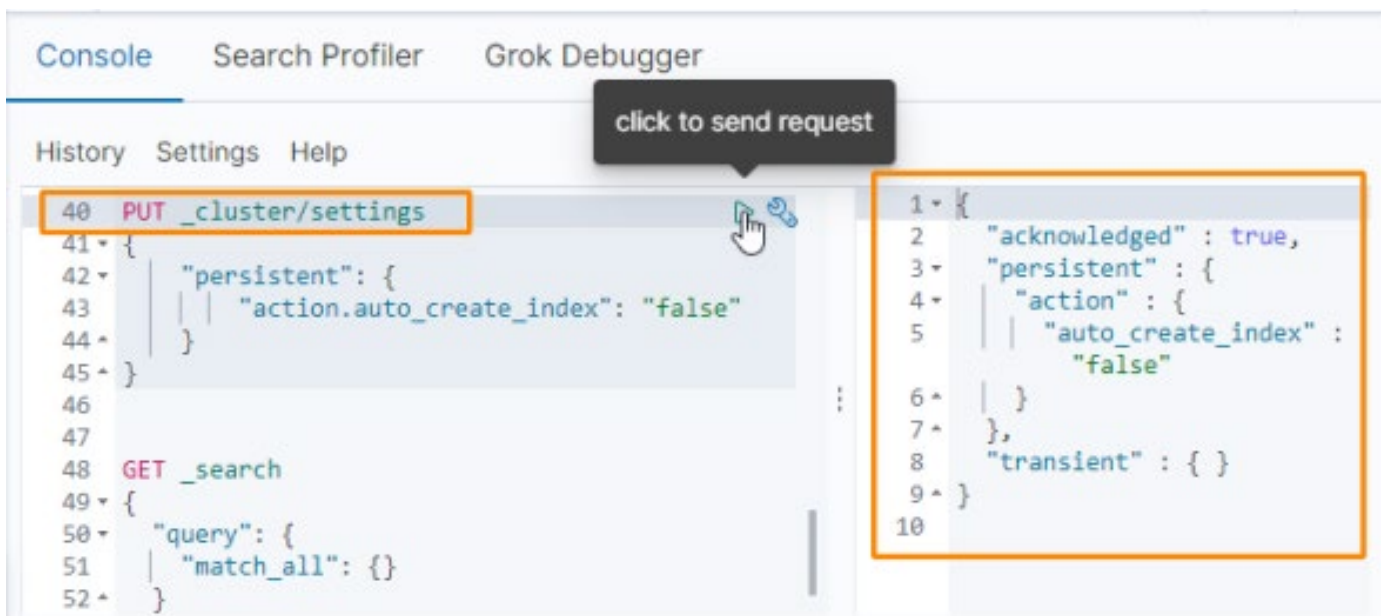 Console Search Profiler Grok Debugger
click to send request
History Settings Help
40 PUT _cluster/settings
41 {
42 "persistent": {
43 "action.auto_create_index": "false"
44 }
45 }
46
47
48 GET _search
49 {
50 "query": {
51 "match_all": {}
52 }
1 {
2 "acknowledged" : true,
3 "persistent" : {
4 "action" : {
5 "auto_create_index" :
"false"
6 }
7 },
8 "transient" : { }
9 }
10